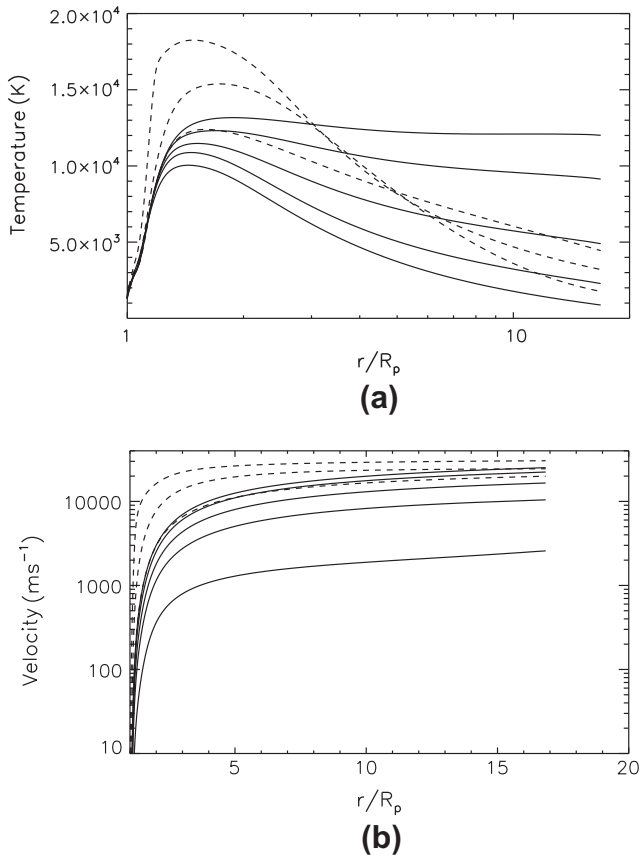 2.0×10⁴
1.5×10⁴
1.0×10⁴
5.0×10³
Temperature (K)
1
10
r/Rₚ
(a)
10000
1000
100
10
Velocity (ms⁻¹)
5
10
15
20
r/Rₚ
(b)